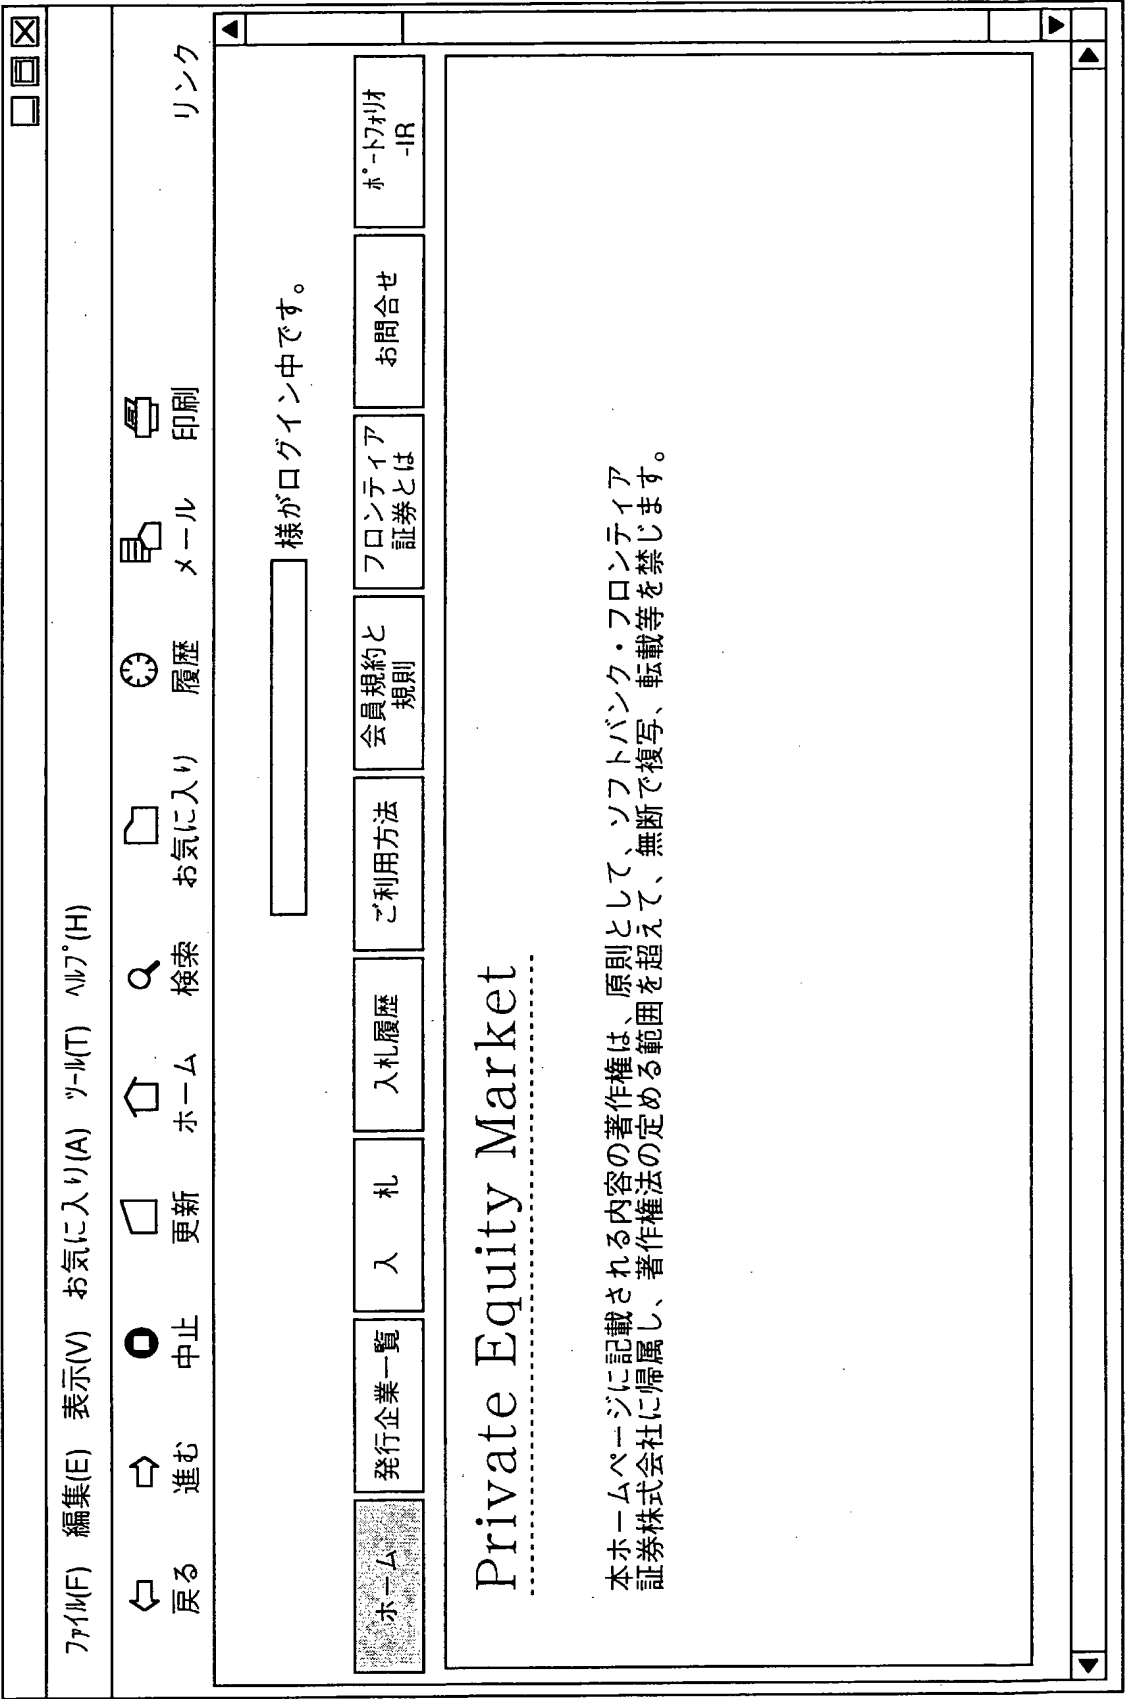 ファイル(F) 編集(E) 表示(V) お気に入り(A) ツール(T) ヘルプ(H)
戻る 進む 中止 更新 ホーム 検索 お気に入り 履歴 メール 印刷 リンク
様がログイン中です。
ホーム
発行企業一覧
入 札
入札履歴
ご利用方法
会員規約と
規則
フロンティア
証券とは
お問合せ
ポートフォリオ
-IR
Private Equity Market
本ホームページに記載される内容の著作権は、原則として、ソフトバンク・フロンティア
証券株式会社に帰属し、著作権法の定める範囲を超えて、無断で複写、転載等を禁じます。